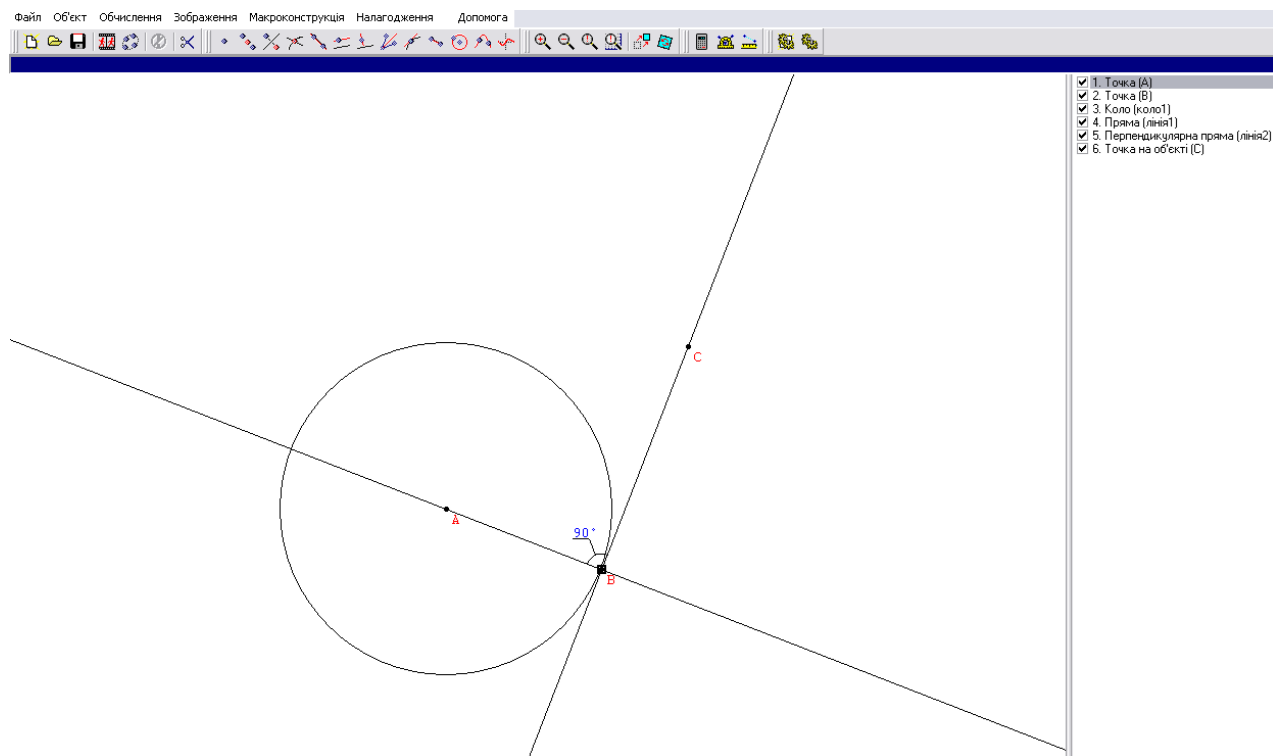 Файл Об'єкт Обчислення Зображення Макроконструкція Налагодження Допомога
1. Точка (A)
2. Точка (B)
3. Коло (коло1)
4. Пряма (лінія1)
5. Перпендикулярна пряма (лінія2)
6. Точка на об'єкті (C)
C
A
90°
B